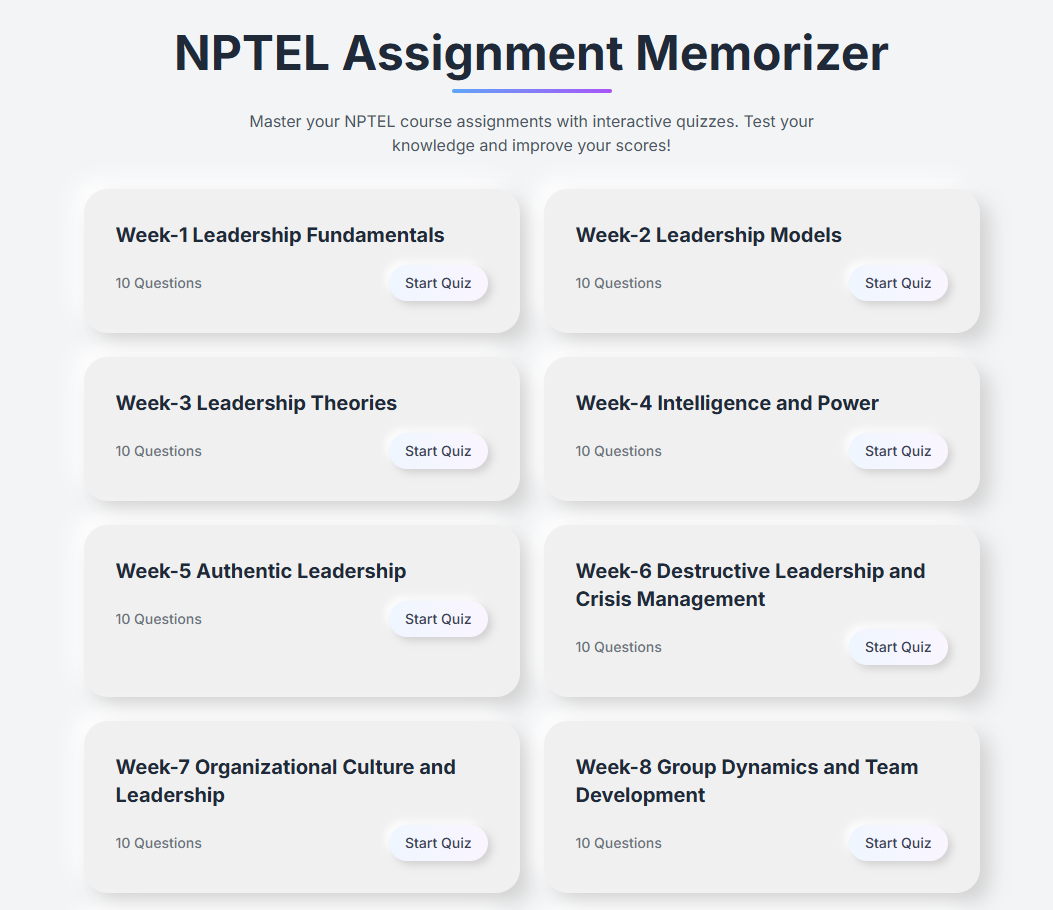 NPTEL Assignment Memorizer
Master your NPTEL course assignments with interactive quizzes. Test your
knowledge and improve your scores!
Week-1 Leadership Fundamentals
10 Questions
Start Quiz
Week-2 Leadership Models
10 Questions
Start Quiz
Week-3 Leadership Theories
10 Questions
Start Quiz
Week-4 Intelligence and Power
10 Questions
Start Quiz
Week-5 Authentic Leadership
10 Questions
Start Quiz
Week-6 Destructive Leadership and
Crisis Management
10 Questions
Start Quiz
Week-7 Organizational Culture and
Leadership
10 Questions
Start Quiz
Week-8 Group Dynamics and Team
Development
10 Questions
Start Quiz